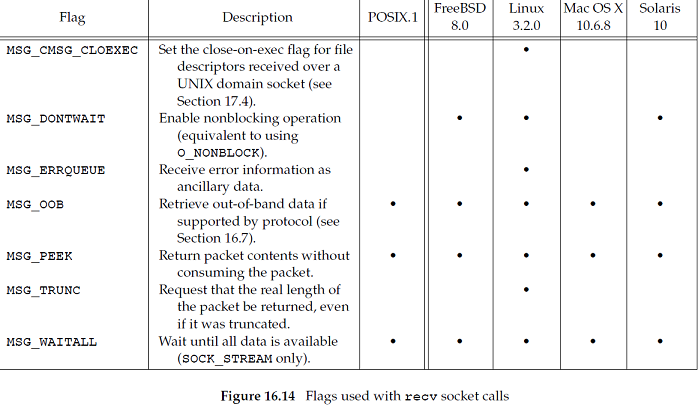 Flag Description POSIX.1 FreeBSD 8.0 Linux 3.2.0 Mac OS X 10.6.8 Solaris 10
MSG_CMSG_CLOEXEC Set the close-on-exec flag for file •
descriptors received over a
UNIX domain socket (see
Section 17.4).
MSG_DONTWAIT Enable nonblocking operation • • •
(equivalent to using
O_NONBLOCK).
MSG_ERRQUEUE Receive error information as •
ancillary data.
MSG_OOB Retrieve out-of-band data if • • • • •
supported by protocol (see
Section 16.7).
MSG_PEEK Return packet contents without • • • • •
consuming the packet.
MSG_TRUNC Request that the real length of •
the packet be returned, even
if it was truncated.
MSG_WAITALL Wait until all data is available • • • • •
(SOCK_STREAM only).
Figure 16.14 Flags used with recv socket calls